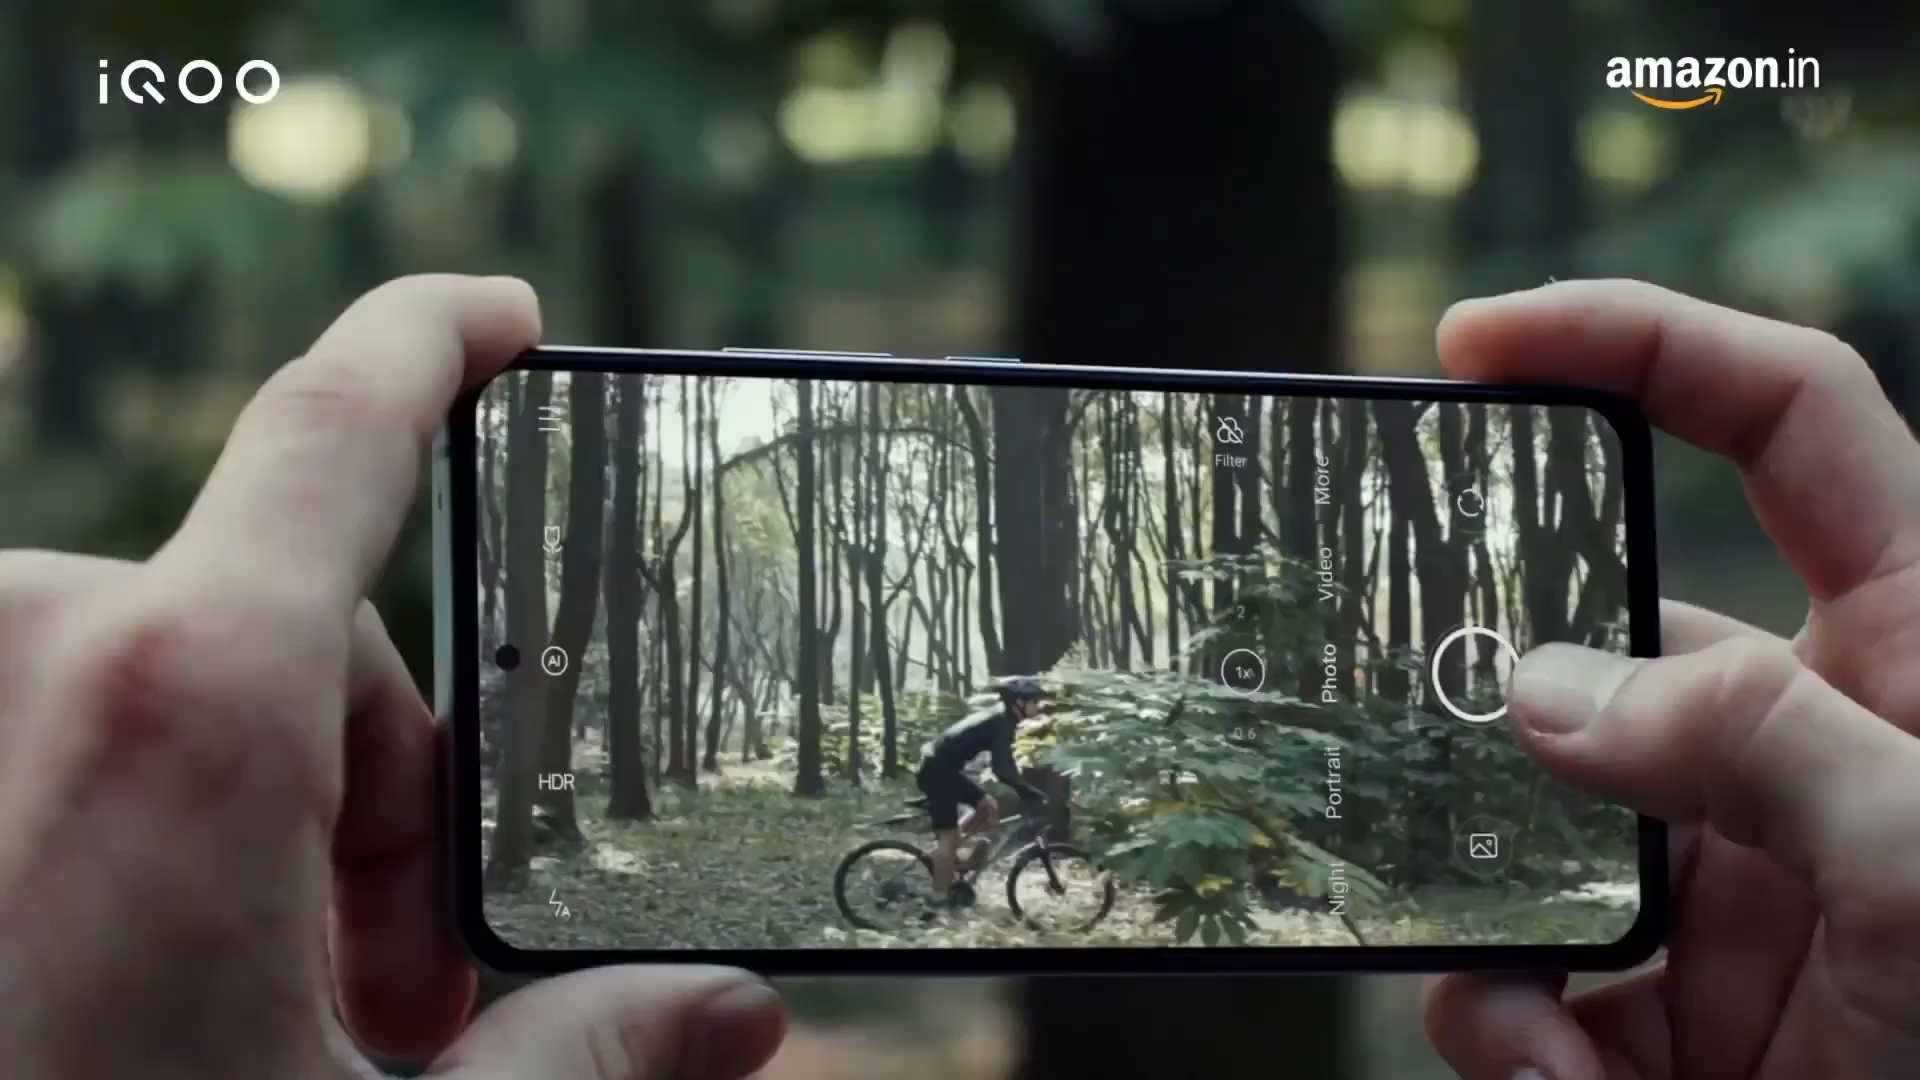 iQOO
amazon.in
Filter
More
Video
2
1x
Photo
0.6
AI
Portrait
HDR
Night
A